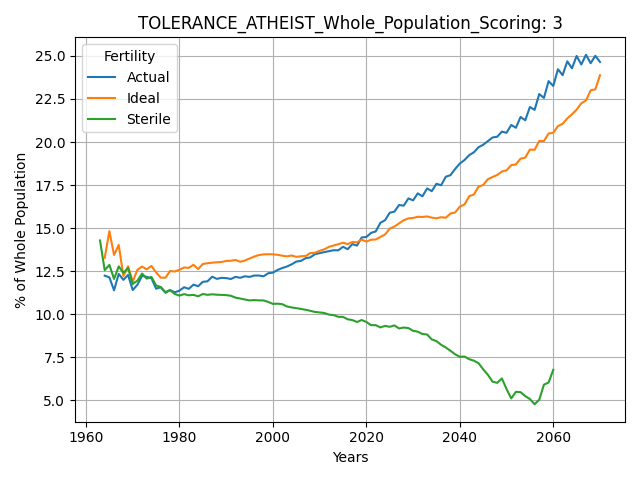 TOLERANCE_ATHEIST_Whole_Population_Scoring: 3
Fertility
Actual
Ideal
Sterile
% of Whole Population
25.0
22.5
20.0
17.5
15.0
12.5
10.0
7.5
5.0
1960 1980 2000 2020 2040 2060
Years